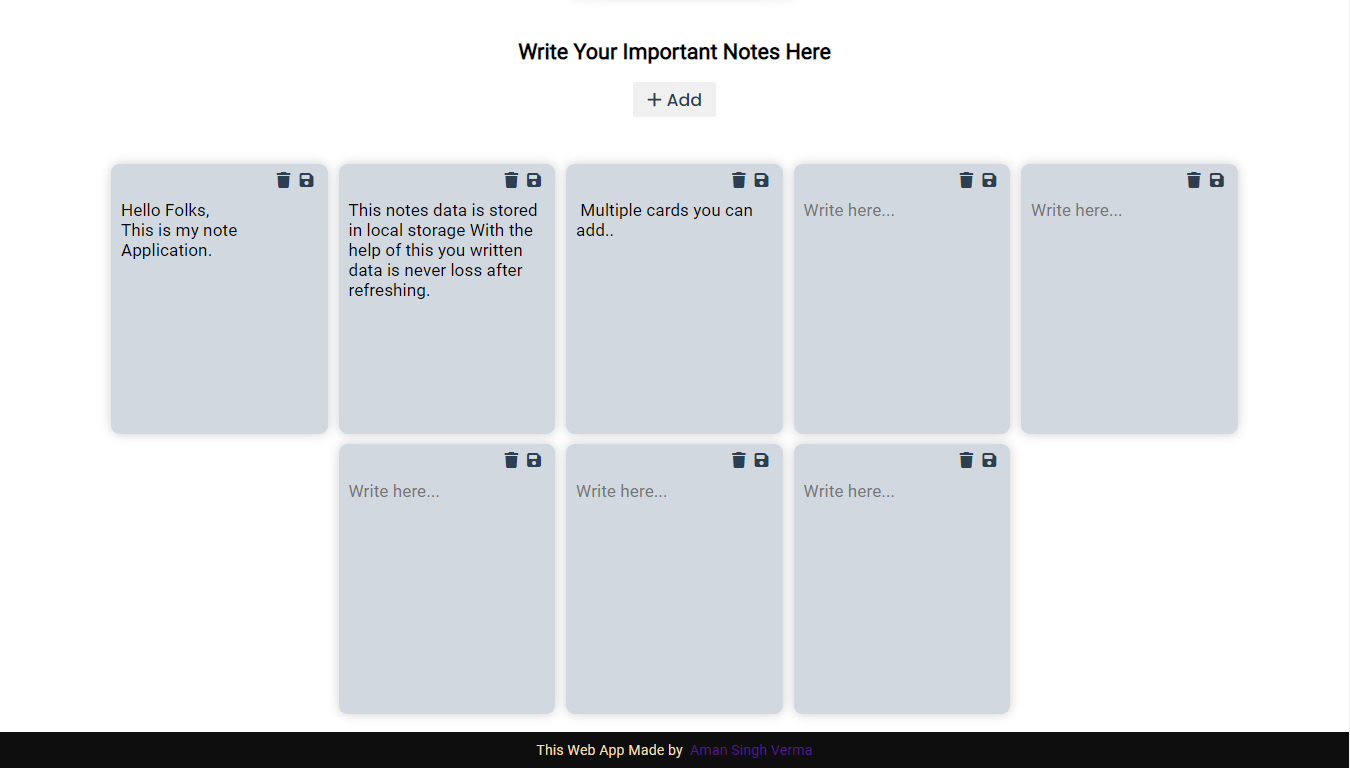 Write Your Important Notes Here
+ Add
Hello Folks,
This is my note
Application.
This notes data is stored
in local storage With the
help of this you written
data is never loss after
refreshing.
Multiple cards you can
add..
Write here...
Write here...
Write here...
Write here...
Write here...
This Web App Made by Aman Singh Verma